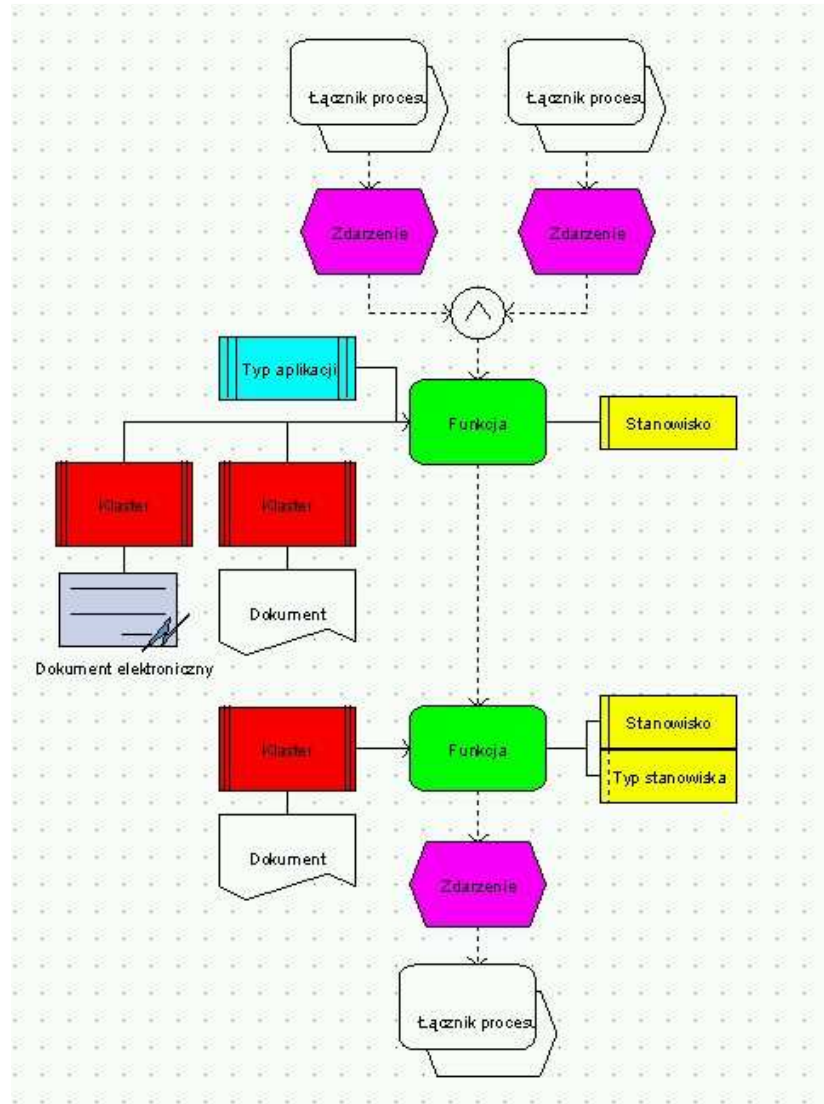 Łącznik procesu
Łącznik procesu
Zdarzenie
Zdarzenie
Typ aplikacji
Funkcja
Stanowisko
Klaster
Klaster
Dokument
Dokument elektroniczny
Klaster
Funkcja
Stanowisko
Typ stanowiska
Dokument
Zdarzenie
Łącznik procesu